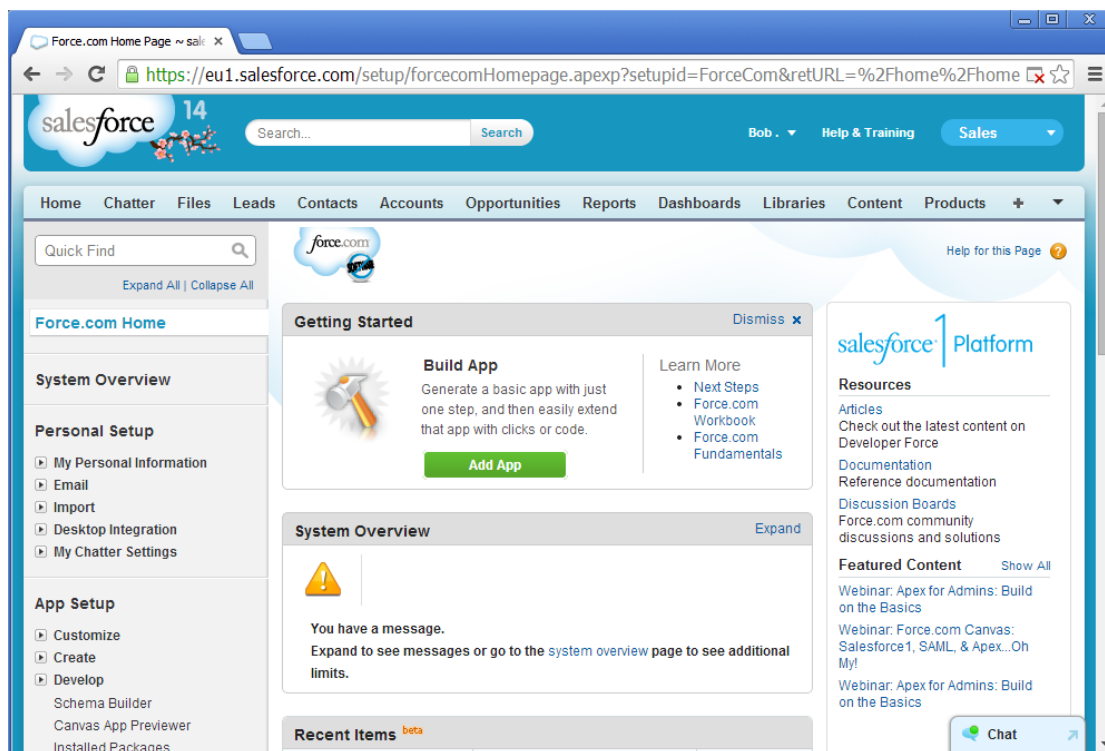 Force.com Home Page ~ sale
https://eu1.salesforce.com/setup/forcecomHomepage.apexp?setupid=ForceCom&retURL=%2Fhome%2Fhome
salesforce
14
Search...
Search
Bob .
Help & Training
Sales
Home Chatter Files Leads Contacts Accounts Opportunities Reports Dashboards Libraries Content Products +
Quick Find
Expand All | Collapse All
Force.com Home
System Overview
Personal Setup
My Personal Information
Email
Import
Desktop Integration
My Chatter Settings
App Setup
Customize
Create
Develop
Schema Builder
Canvas App Previewer
Installed Packages
force.com
SOFTWARE
Help for this Page ?
Getting Started
Dismiss x
Build App
Generate a basic app with just
one step, and then easily extend
that app with clicks or code.
Add App
Learn More
• Next Steps
• Force.com
Workbook
• Force.com
Fundamentals
System Overview
Expand
You have a message.
Expand to see messages or go to the system overview page to see additional
limits.
Recent Items beta
salesforce1 Platform
Resources
Articles
Check out the latest content on
Developer Force
Documentation
Reference documentation
Discussion Boards
Force.com community
discussions and solutions
Featured Content Show All
Webinar: Apex for Admins: Build
on the Basics
Webinar: Force.com Canvas:
Salesforce1, SAML, & Apex...Oh
My!
Webinar: Apex for Admins: Build
on the Basics
Chat